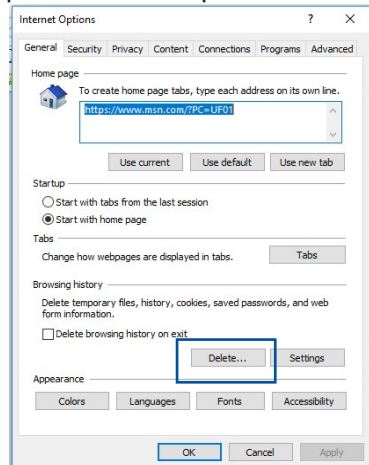 Internet Options ? X
General Security Privacy Content Connections Programs Advanced
Home page
To create home page tabs, type each address on its own line.
https://www.msn.com/?PC=UF01
Use current Use default Use new tab
Startup
Start with tabs from the last session
Start with home page
Tabs
Change how webpages are displayed in tabs. Tabs
Browsing history
Delete temporary files, history, cookies, saved passwords, and web
form information.
Delete browsing history on exit
Delete... Settings
Appearance
Colors Languages Fonts Accessibility
OK Cancel Apply